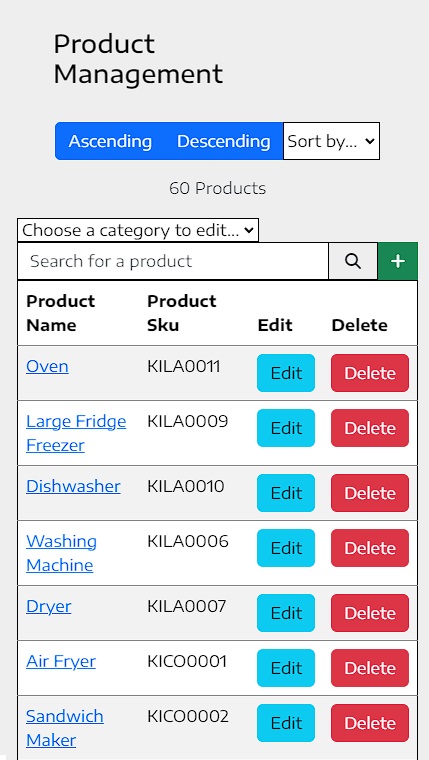 Product
Management
Ascending Descending Sort by...
60 Products
Choose a category to edit...
Search for a product
Product Name Product Sku Edit Delete
Oven KILA0011 Edit Delete
Large Fridge Freezer KILA0009 Edit Delete
Dishwasher KILA0010 Edit Delete
Washing Machine KILA0006 Edit Delete
Dryer KILA0007 Edit Delete
Air Fryer KICO0001 Edit Delete
Sandwich Maker KICO0002 Edit Delete